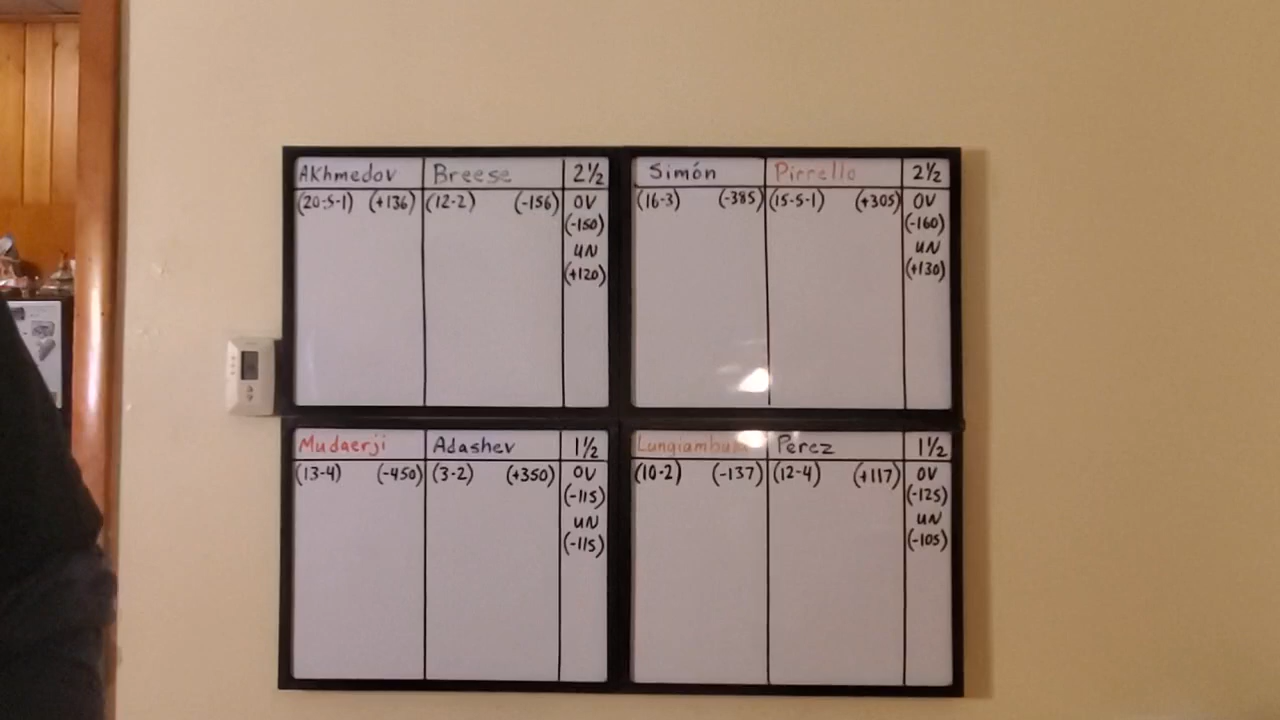 Akhmedov Breese 2½
(20-5-1) (+136) (12-2) (-156) OV
(-150)
UN
(+120)
Simón Pirrello 2½
(16-3) (-385) (15-5-1) (+305) OV
(-160)
UN
(+130)
Mudaerji Adashev 1½
(13-4) (-450) (3-2) (+350) OV
(-115)
UN
(-115)
Lungiambula Perez 1½
(10-2) (-137) (12-4) (+117) OV
(-125)
UN
(-105)